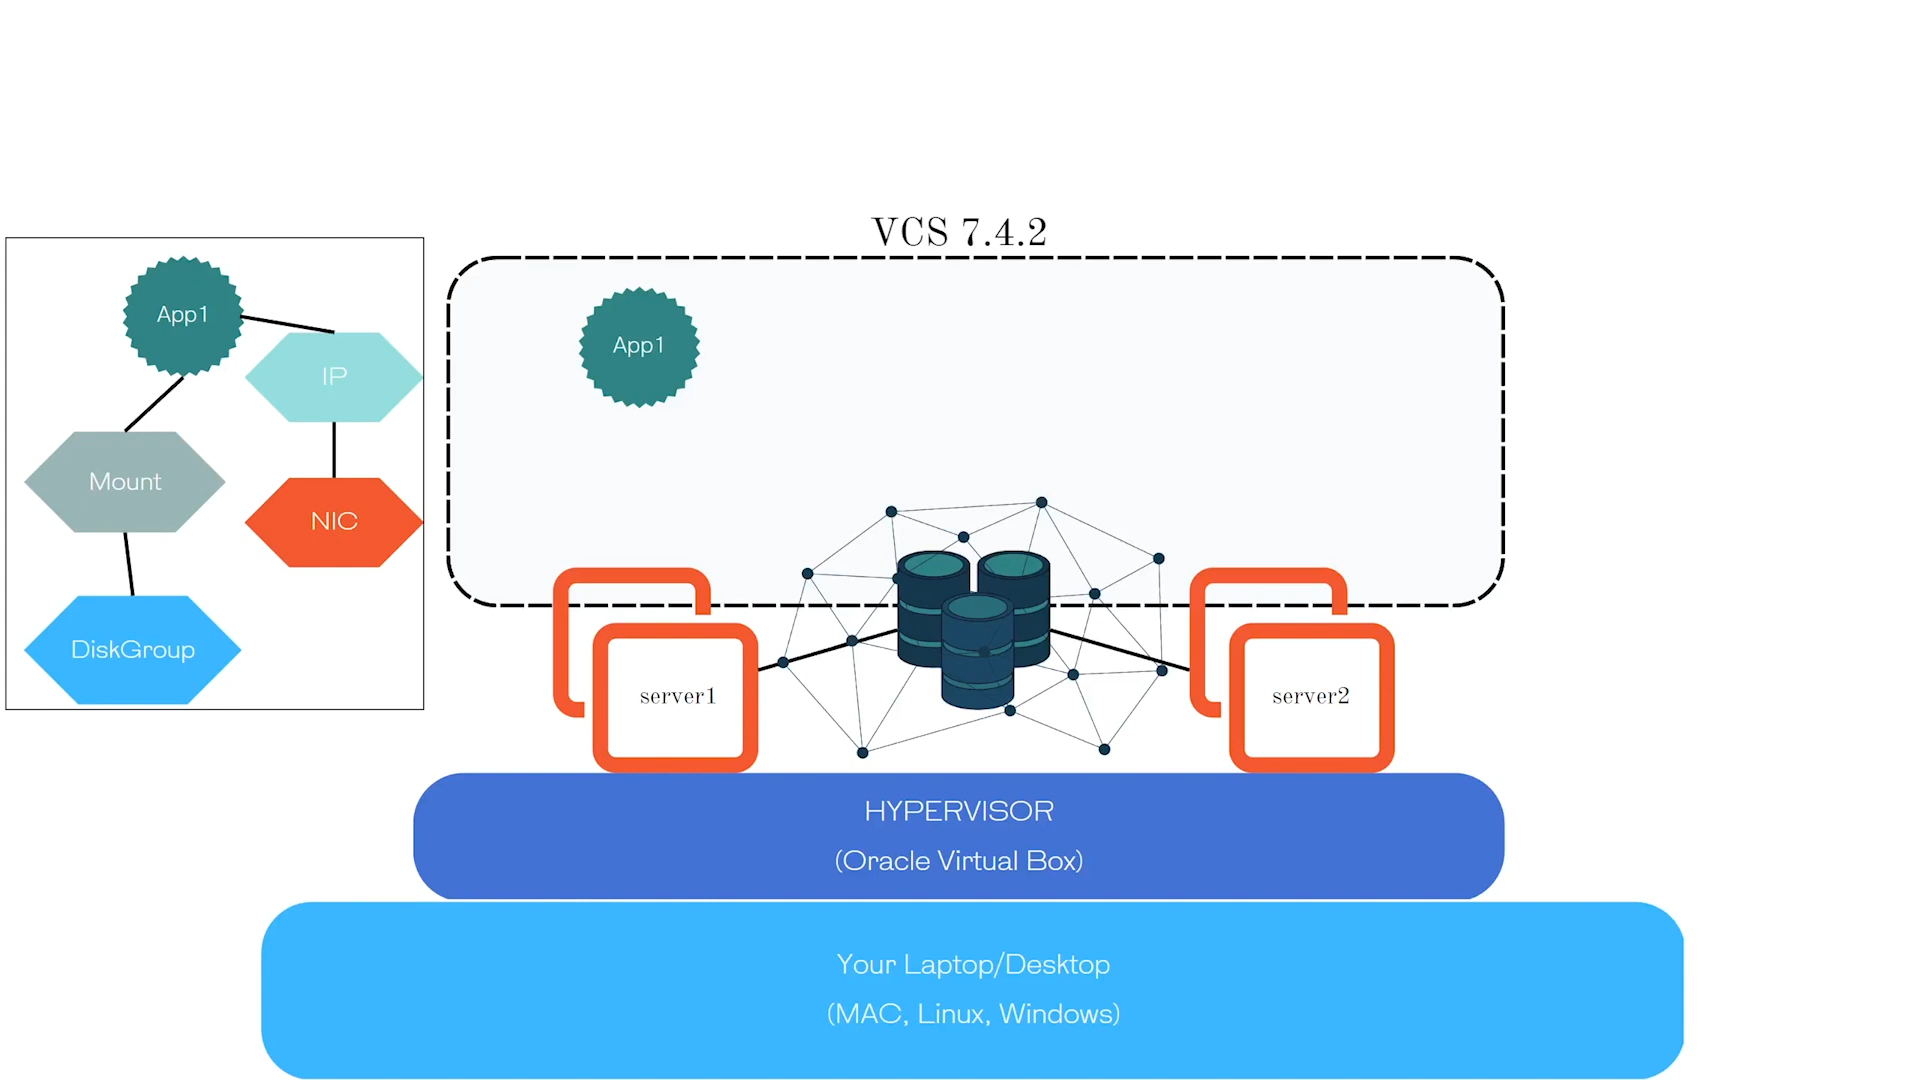 VCS 7.4.2
App1
IP
Mount
NIC
DiskGroup
App1
server1
server2
HYPERVISOR
(Oracle Virtual Box)
Your Laptop/Desktop
(MAC, Linux, Windows)